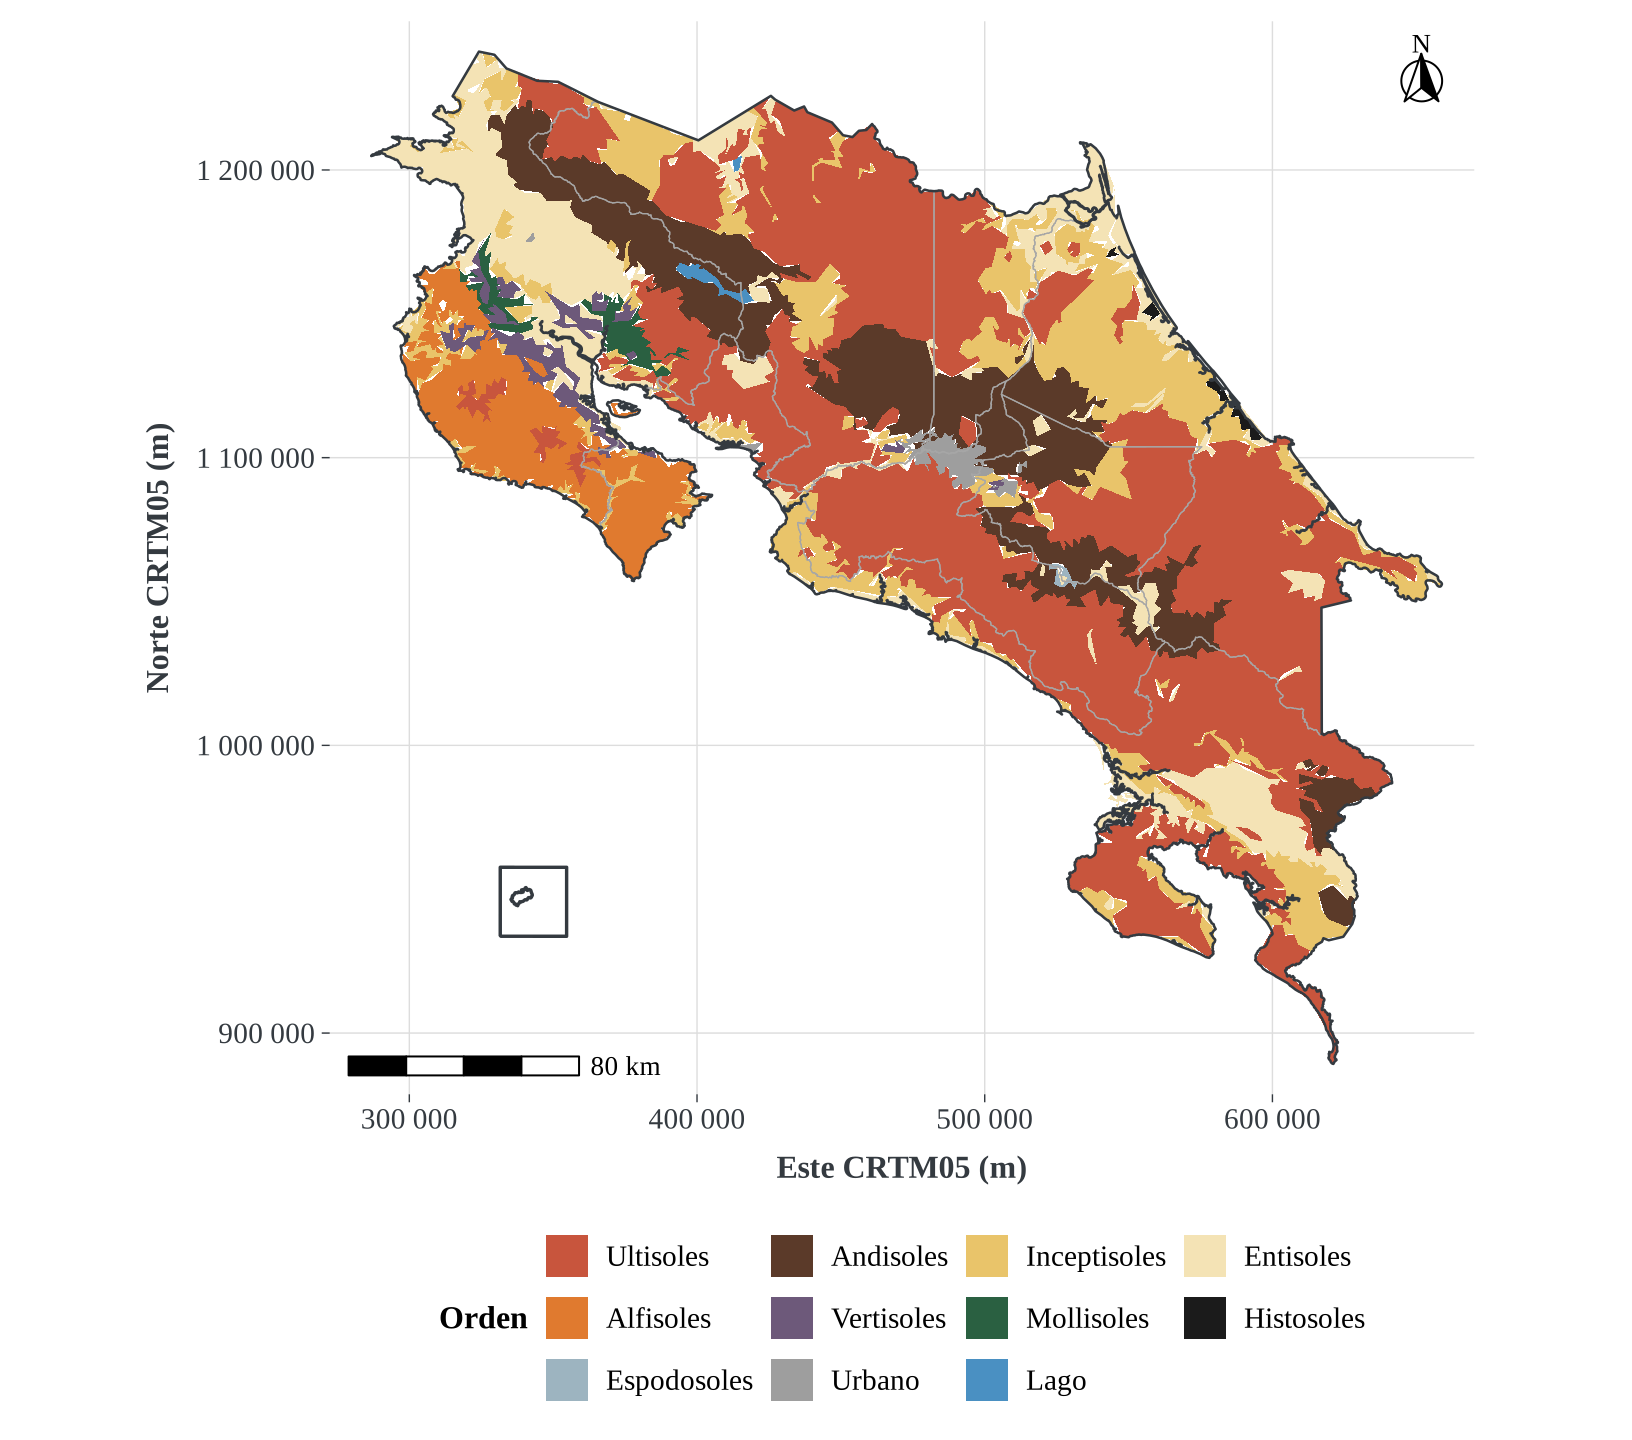 N
1 200 000
1 100 000
1 000 000
900 000
Norte CRTM05 (m)
80 km
300 000
400 000
500 000
600 000
Este CRTM05 (m)
Orden
Ultisoles
Andisoles
Inceptisoles
Entisoles
Alfisoles
Vertisoles
Mollisoles
Histosoles
Espodosoles
Urbano
Lago